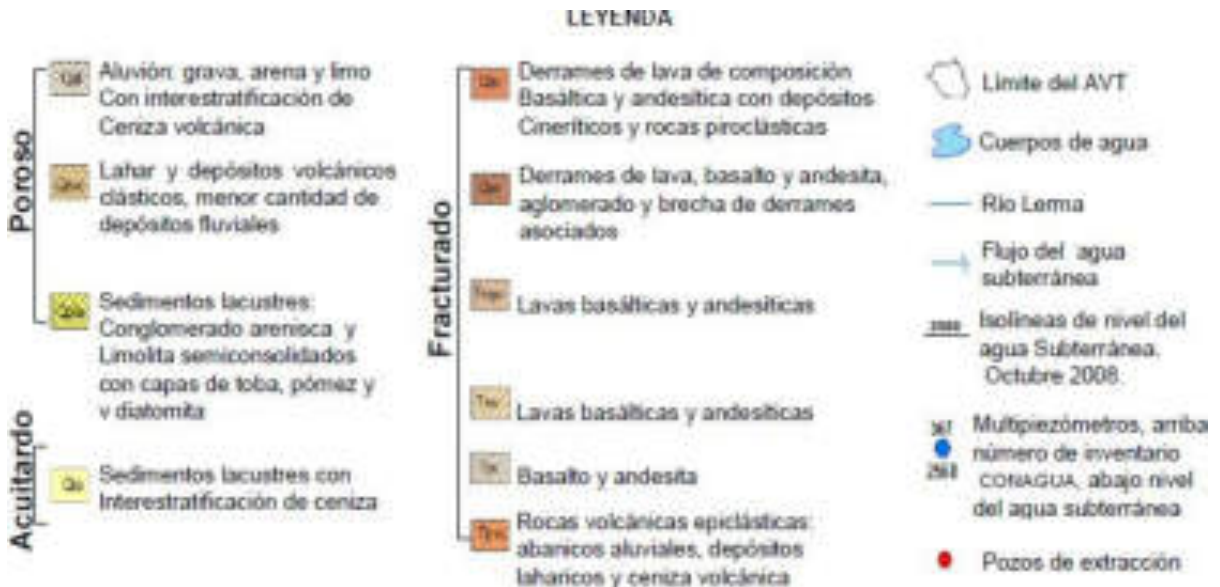 LEYENDA
Poroso
Aluvión: grava, arena y limo
Con interestratificación de
Ceniza volcánica
Lahar y depósitos volcánicos
clásticos, menor cantidad de
depósitos fluviales
Sedimentos lacustres:
Conglomerado arenisca y
Limolita semiconsolidados
con capas de toba, pómez y
v diatomita
Acuitardo
Sedimentos lacustres con
Interestratificación de ceniza
Fracturado
Derrames de lava de composición
Basáltica y andesítica con depósitos
Cineríticos y rocas piroclásticas
Derrames de lava, basalto y andesita,
aglomerado y brecha de derrames
asociados
Lavas basálticas y andesíticas
Lavas basálticas y andesíticas
Basalto y andesita
Rocas volcánicas epiclásticas:
abanicos aluviales, depósitos
laharicos y ceniza volcánica
Límite del AVT
Cuerpos de agua
Río Lerma
Flujo del agua
subterránea
Isolineas de nivel del
agua Subterránea.
Octubre 2008.
Multipiezómetros, arriba
número de inventario
CONAGUA, abajo nivel
del agua subterránea
Pozos de extracción